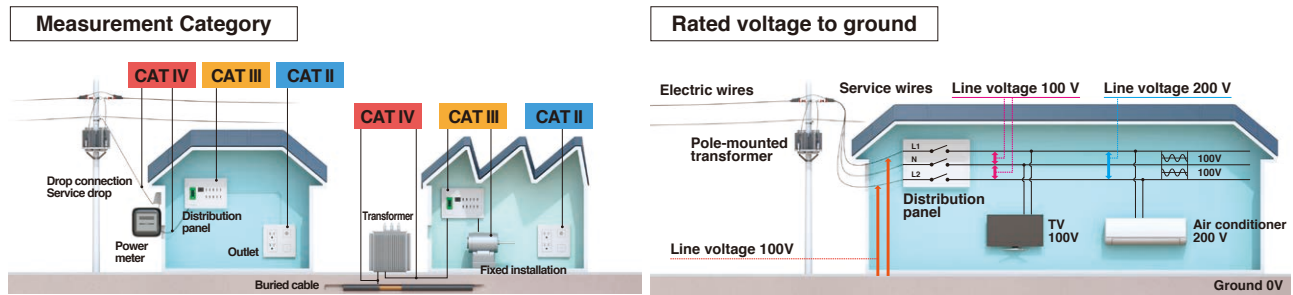 Measurement Category
CAT IV
CAT III
CAT II
CAT IV
CAT III
CAT II
Drop connection
Service drop
Power
meter
Distribution
panel
Outlet
Transformer
Fixed installation
Buried cable
Rated voltage to ground
Electric wires
Service wires
Line voltage 100 V
Line voltage 200 V
Pole-mounted
transformer
L1
N
L2
100V
100V
Distribution
panel
TV
100V
Air conditioner
200 V
Line voltage 100V
Ground 0V